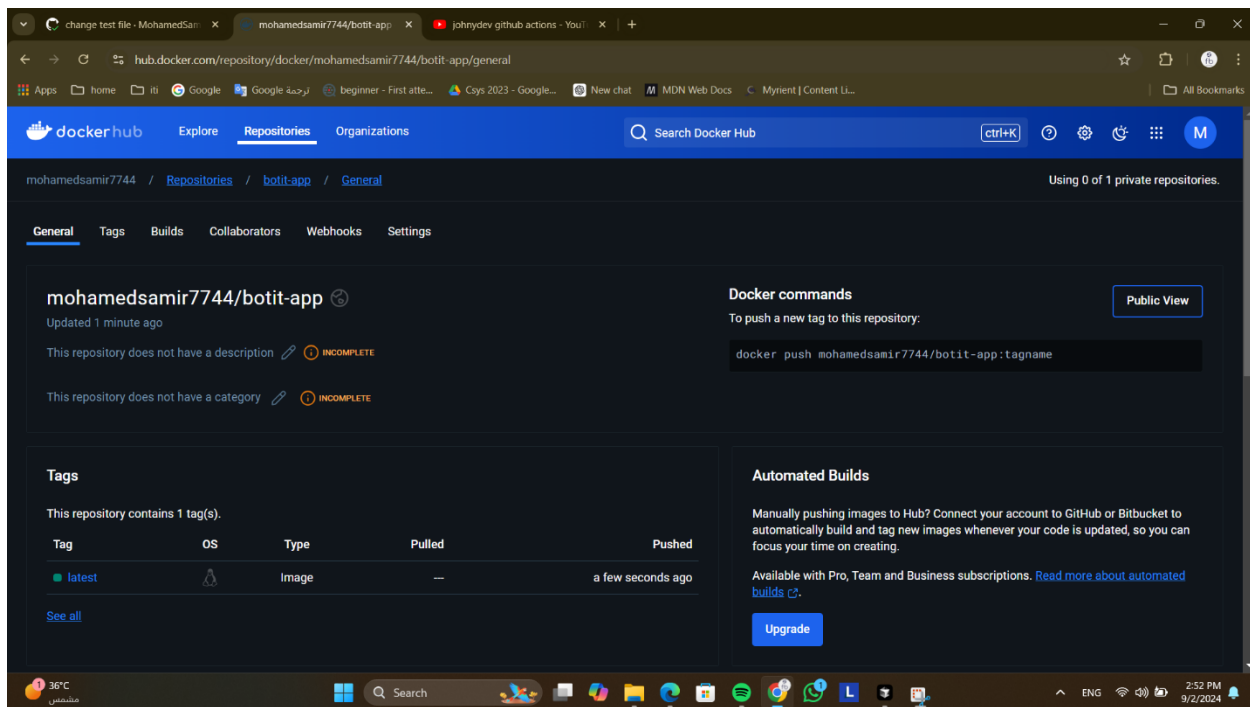 change test file · MohamedSam
mohamedsamir7744/botit-app
johnydev github actions - YouT
hub.docker.com/repository/docker/mohamedsamir7744/botit-app/general
Apps home iti Google Google ترجمة beginner - First atte... Csys 2023 - Google... New chat MDN Web Docs Myrient | Content Li... All Bookmarks
dockerhub Explore Repositories Organizations Search Docker Hub ctrl+K M
mohamedsamir7744 / Repositories / botit-app / General Using 0 of 1 private repositories.
General Tags Builds Collaborators Webhooks Settings
mohamedsamir7744/botit-app
Updated 1 minute ago
This repository does not have a description INCOMPLETE
This repository does not have a category INCOMPLETE
Docker commands
To push a new tag to this repository:
Public View
docker push mohamedsamir7744/botit-app:tagname
Tags
This repository contains 1 tag(s).
Tag OS Type Pulled Pushed
latest Image --- a few seconds ago
See all
Automated Builds
Manually pushing images to Hub? Connect your account to GitHub or Bitbucket to
automatically build and tag new images whenever your code is updated, so you can
focus your time on creating.
Available with Pro, Team and Business subscriptions. Read more about automated
builds.
Upgrade
1 36°C
مشمس
Search
1
L
ENG
2:52 PM
9/2/2024